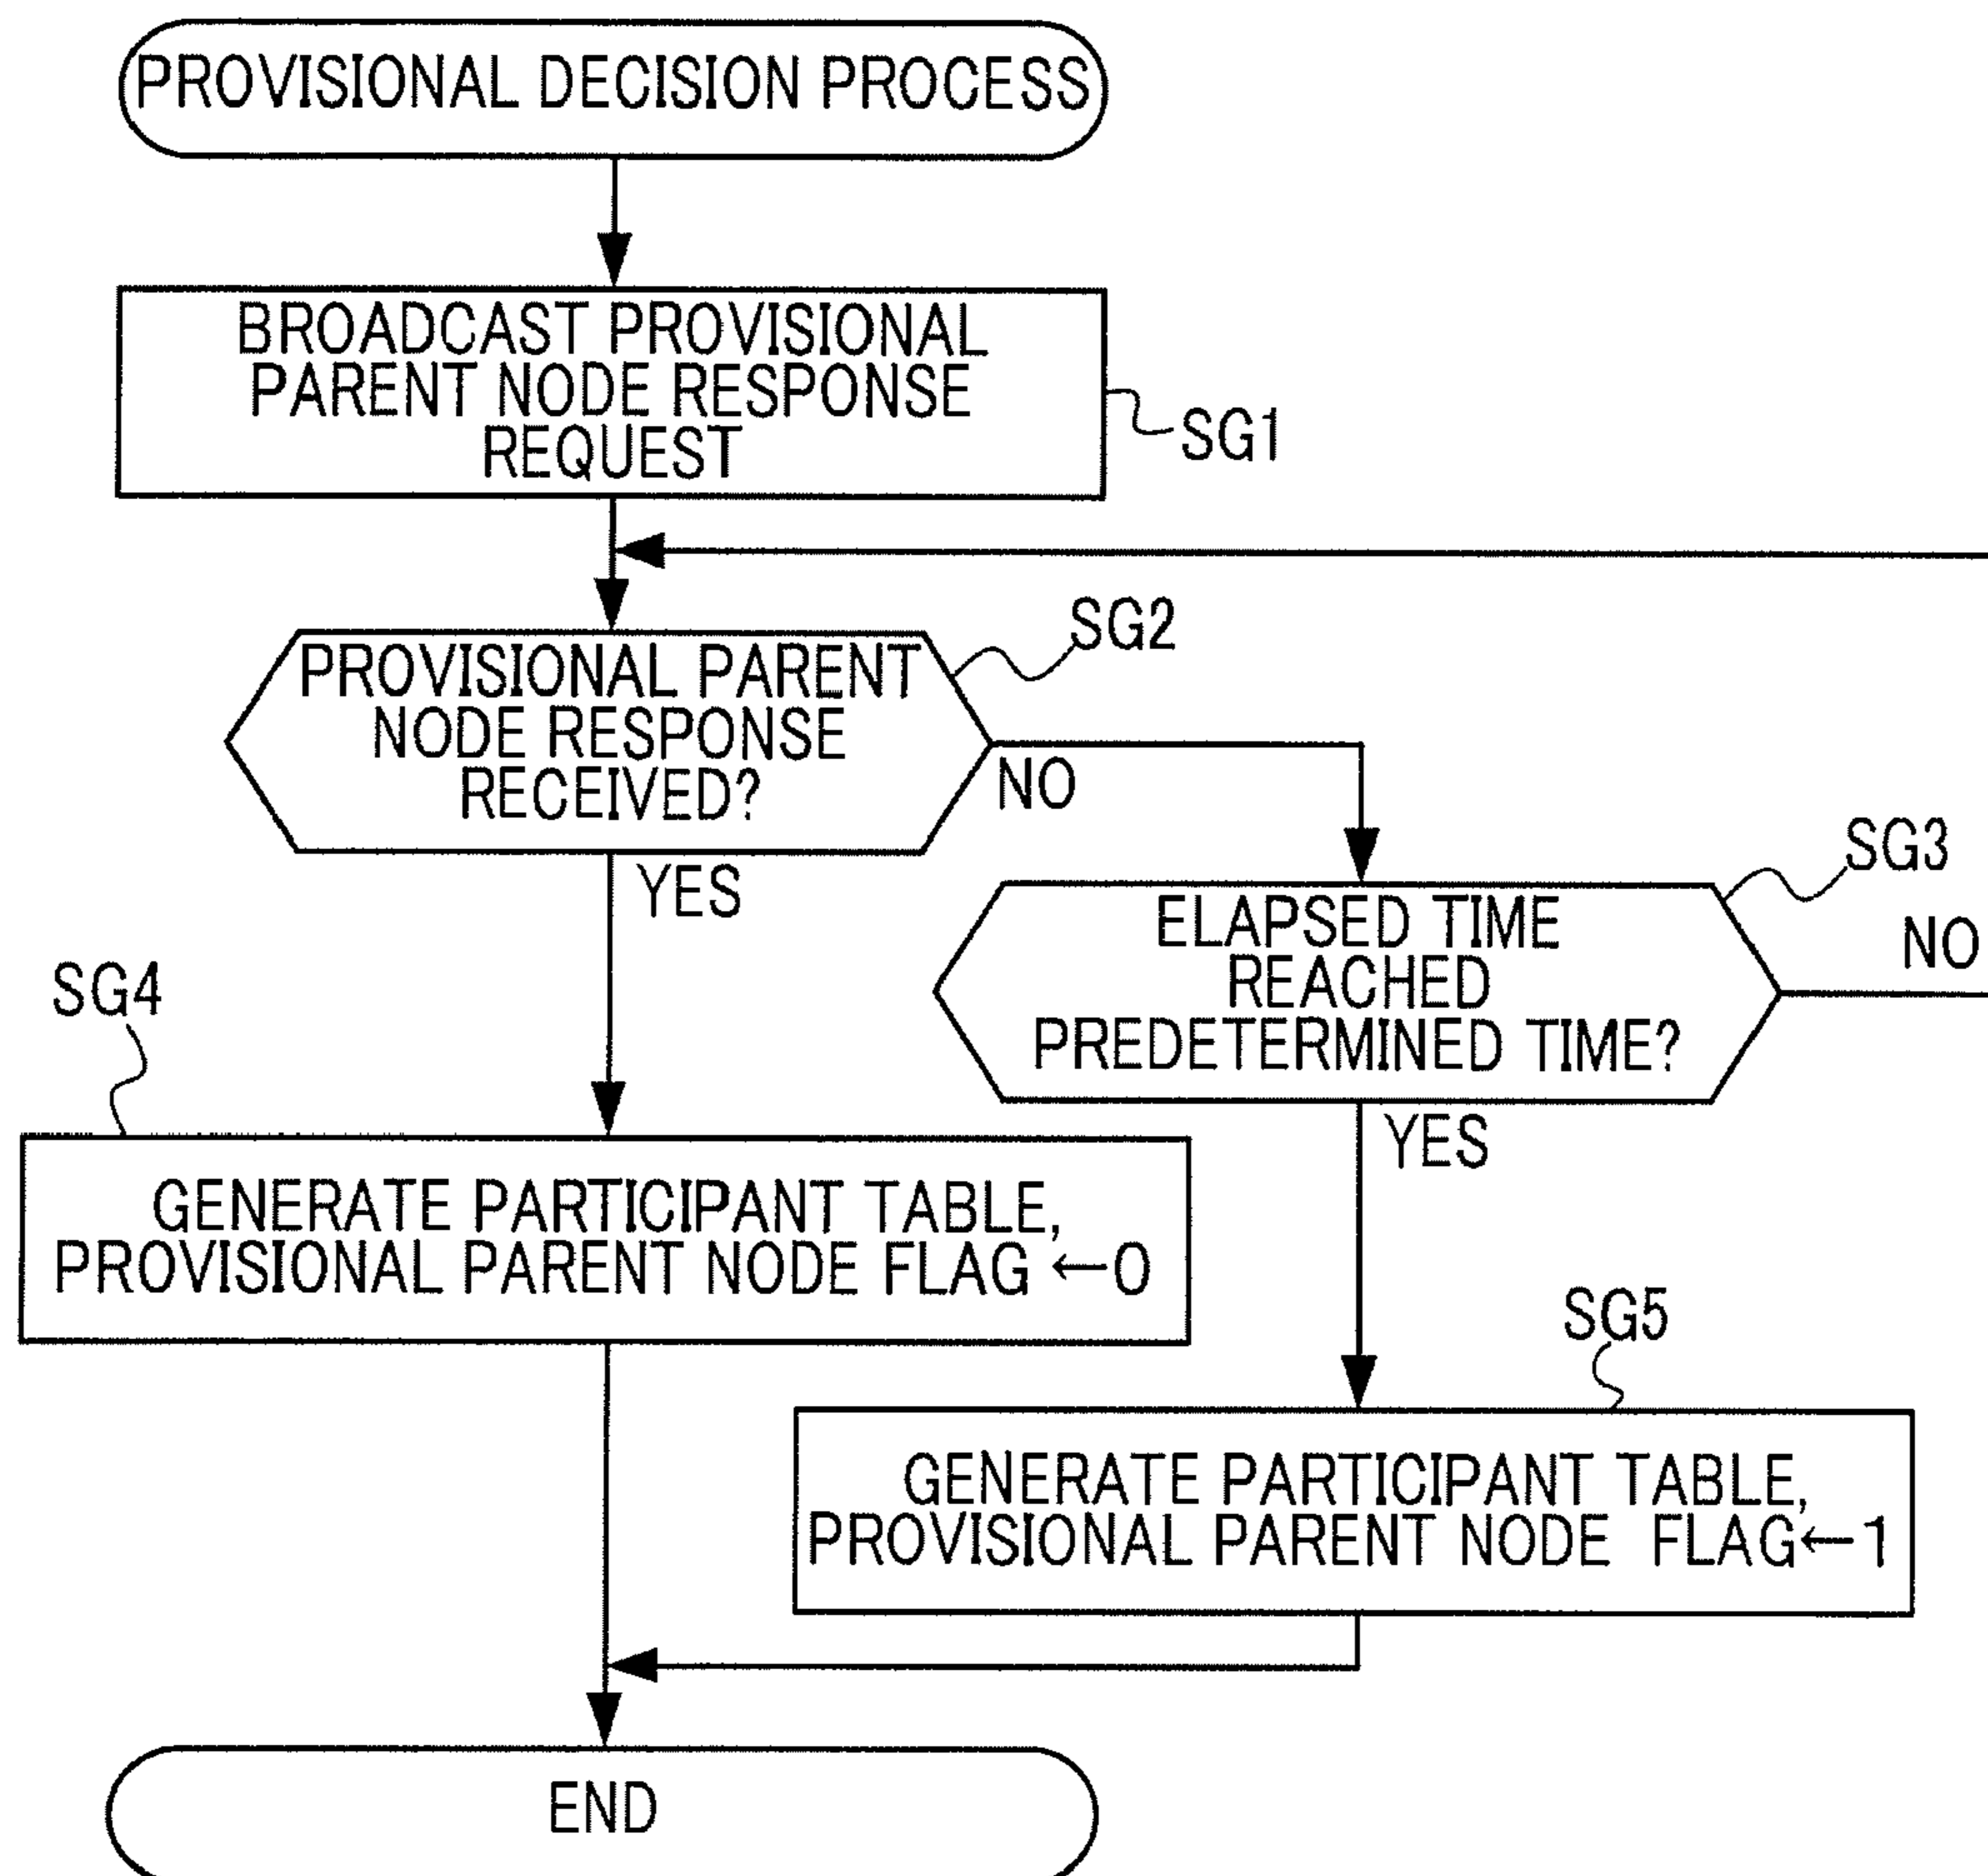 PROVISIONAL DECISION PROCESS
BROADCAST PROVISIONAL
PARENT NODE RESPONSE
REQUEST
SG1
SG2
PROVISIONAL PARENT
NODE RESPONSE
RECEIVED?
NO
YES
SG3
ELAPSED TIME
REACHED
PREDETERMINED TIME?
NO
YES
SG4
GENERATE PARTICIPANT TABLE,
PROVISIONAL PARENT NODE FLAG ←0
SG5
GENERATE PARTICIPANT TABLE,
PROVISIONAL PARENT NODE FLAG←1
END